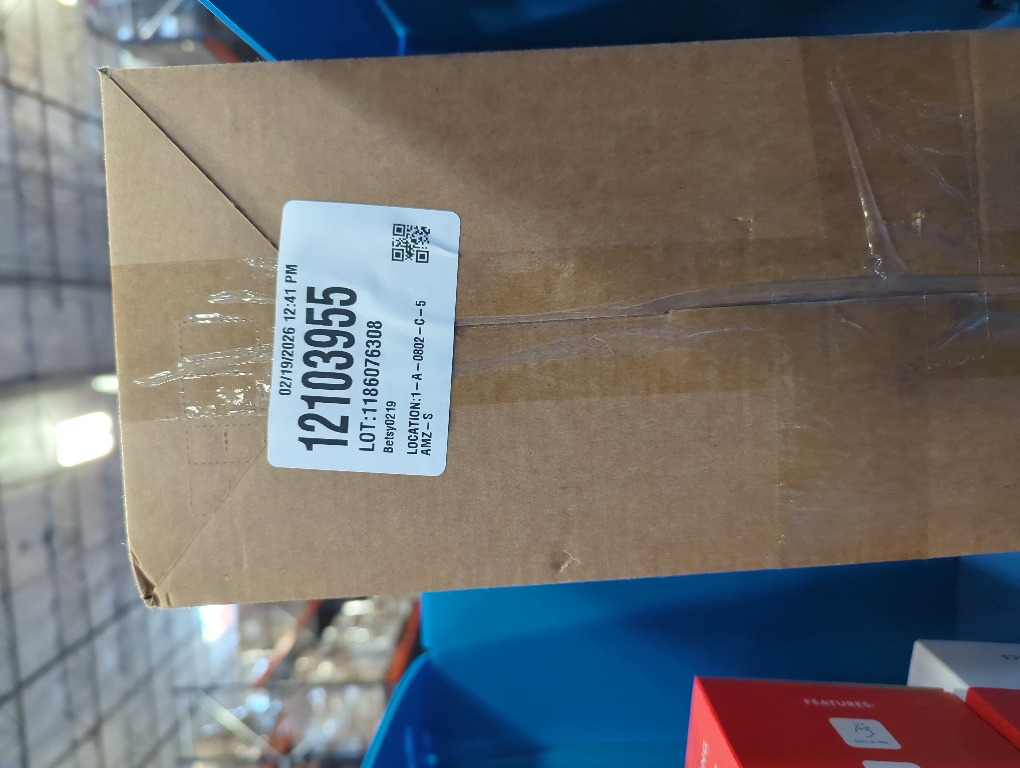 02/19/2026 12:41 PM
12103955
LOT:1186076308
Betsy0219
LOCATION:1-A-0802-C-5
AMZ-S
FEATURES: